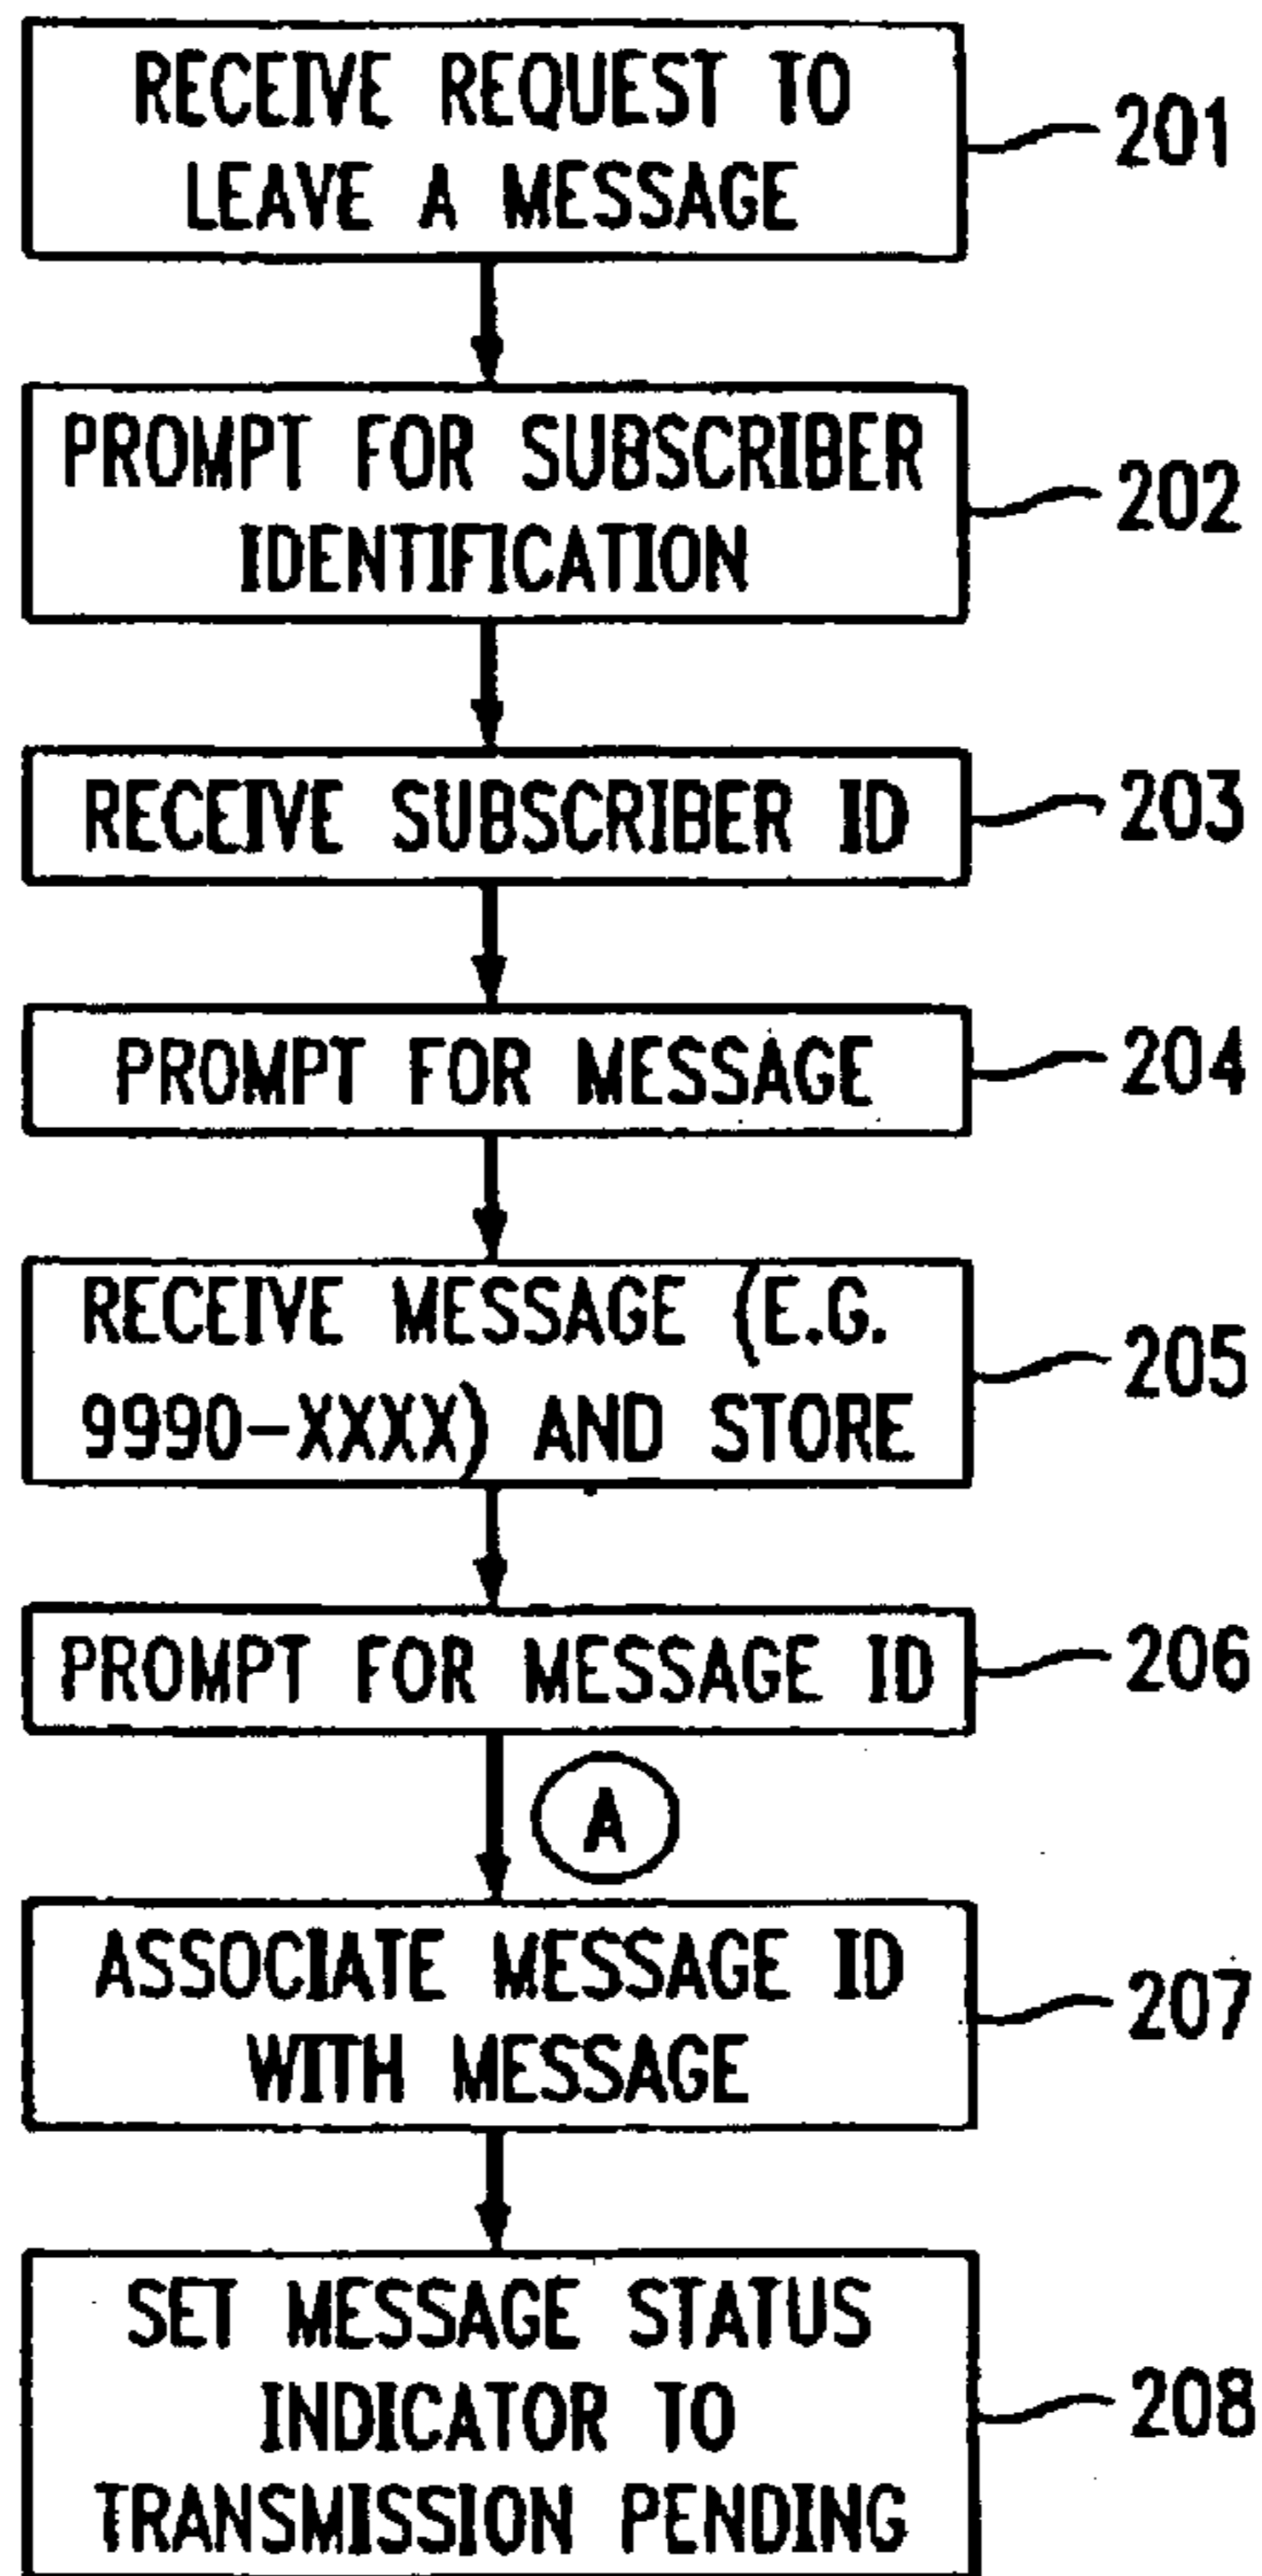 RECEIVE REQUEST TO
LEAVE A MESSAGE
201
PROMPT FOR SUBSCRIBER
IDENTIFICATION
202
RECEIVE SUBSCRIBER ID
203
PROMPT FOR MESSAGE
204
RECEIVE MESSAGE (E.G.
9990-XXXX) AND STORE
205
PROMPT FOR MESSAGE ID
206
A
ASSOCIATE MESSAGE ID
WITH MESSAGE
207
SET MESSAGE STATUS
INDICATOR TO
TRANSMISSION PENDING
208